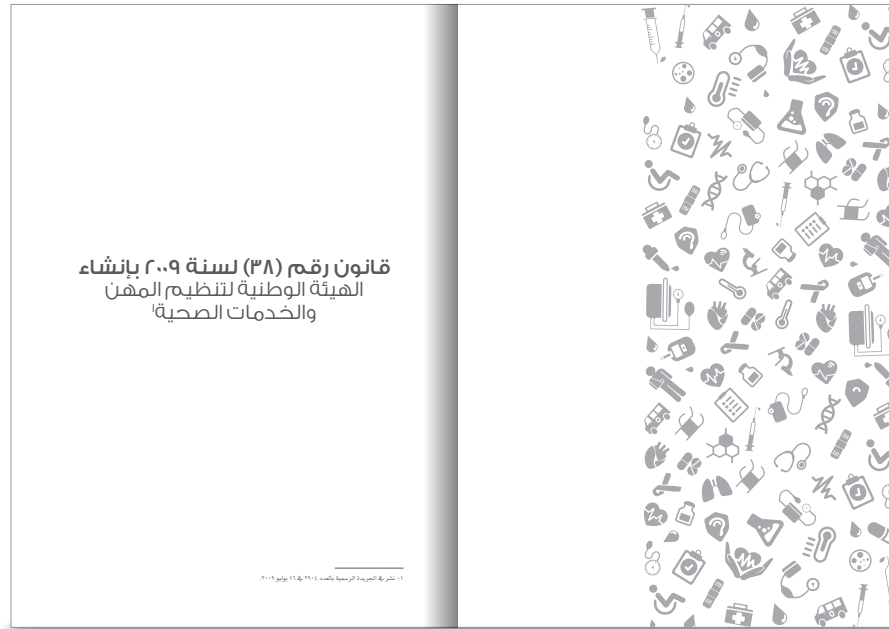 قانون رقم (٣٨) لسنة ٢٠٠٩ بإنشاء
الهيئة الوطنية لتنظيم المهن
والخدمات الصحية١
١- نشر في الجريدة الرسمية بالعدد ٢٩٠٤ في ١٦ يوليو ٢٠٠٩.